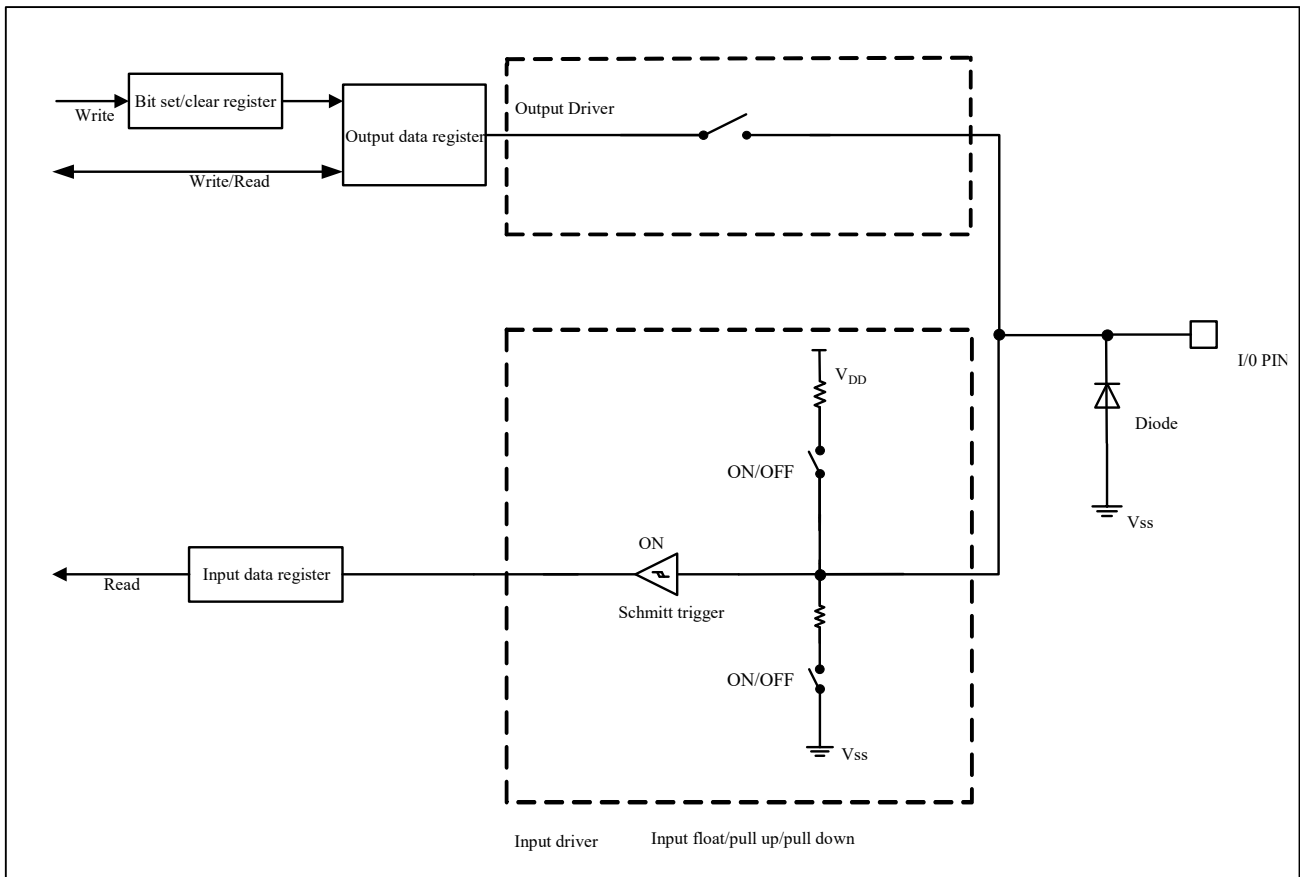 Bit set/clear register
Write
Output data register
Write/Read
Output Driver
I/0 PIN
Diode
Vss
VDD
ON/OFF
ON
Schmitt trigger
Input data register
Read
ON/OFF
Vss
Input driver
Input float/pull up/pull down